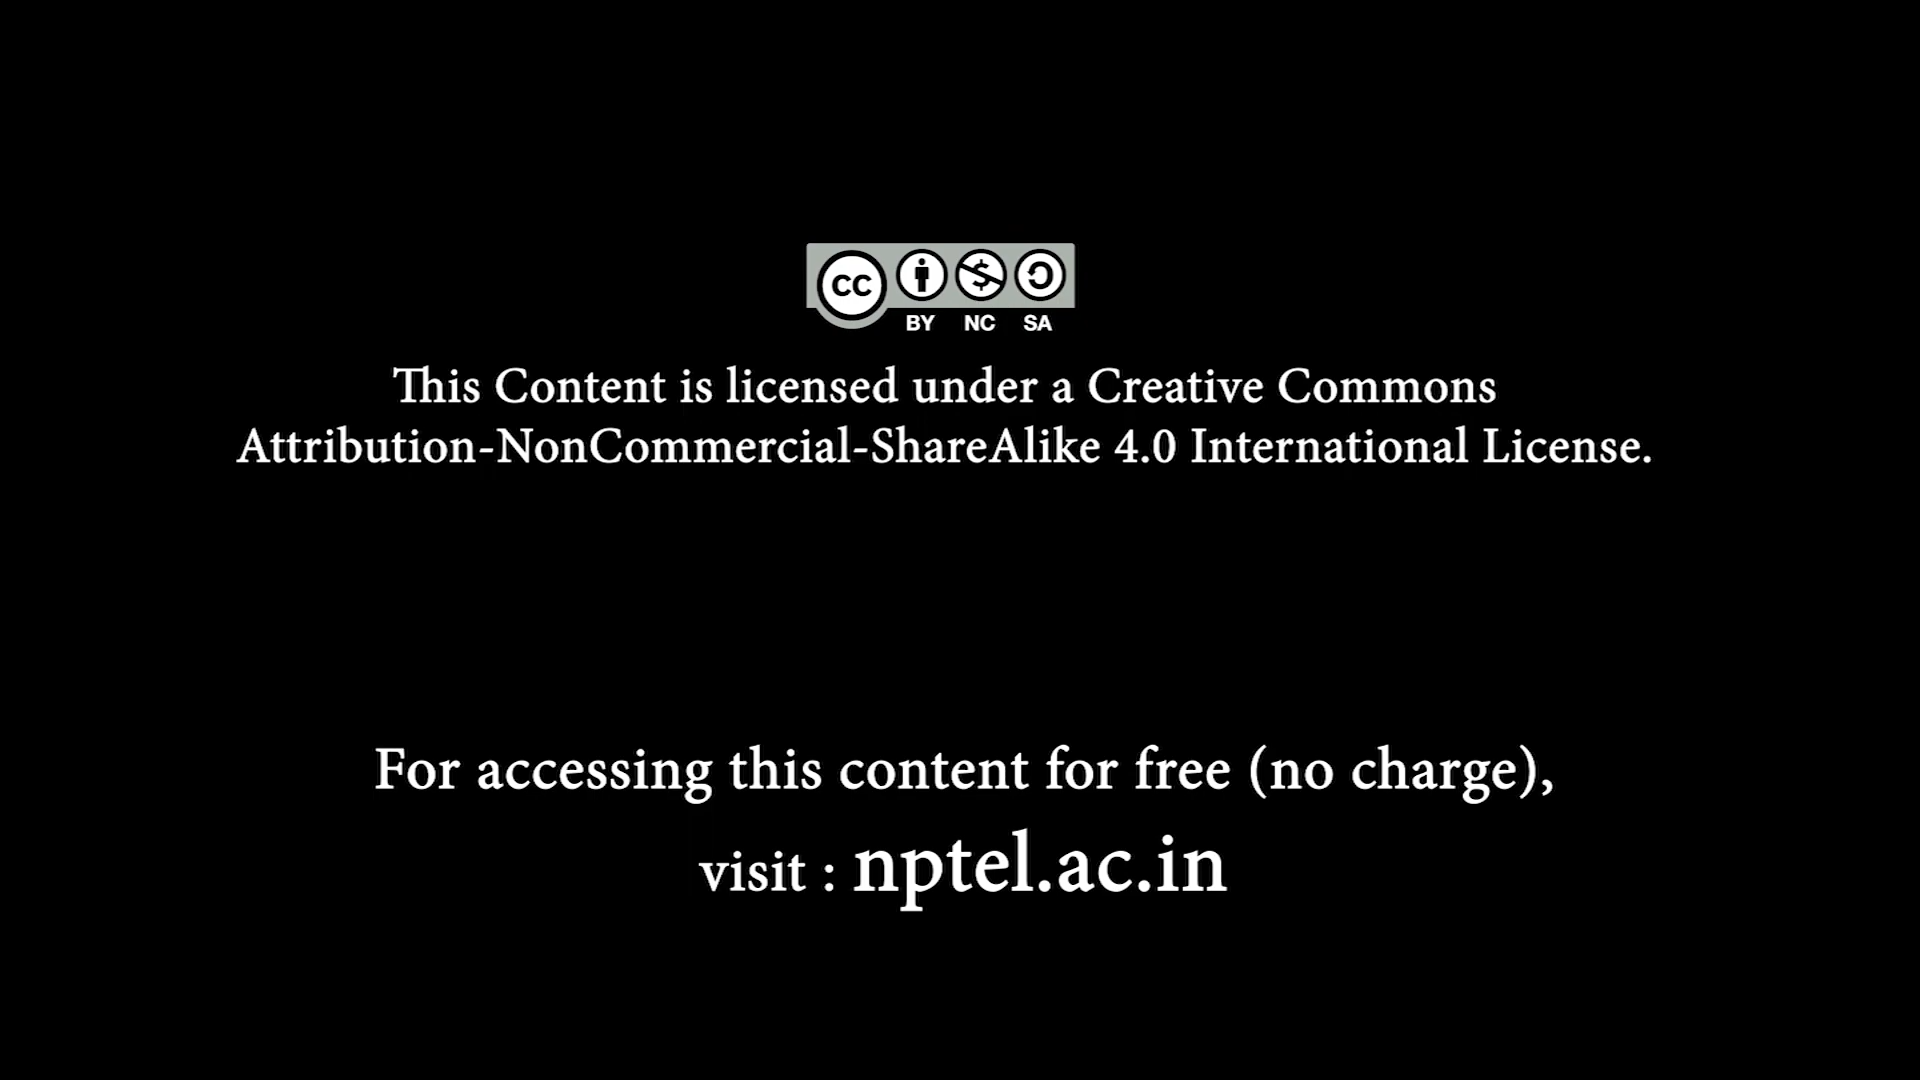 cc
BY NC SA
This Content is licensed under a Creative Commons
Attribution-NonCommercial-ShareAlike 4.0 International License.
For accessing this content for free (no charge),
visit : nptel.ac.in